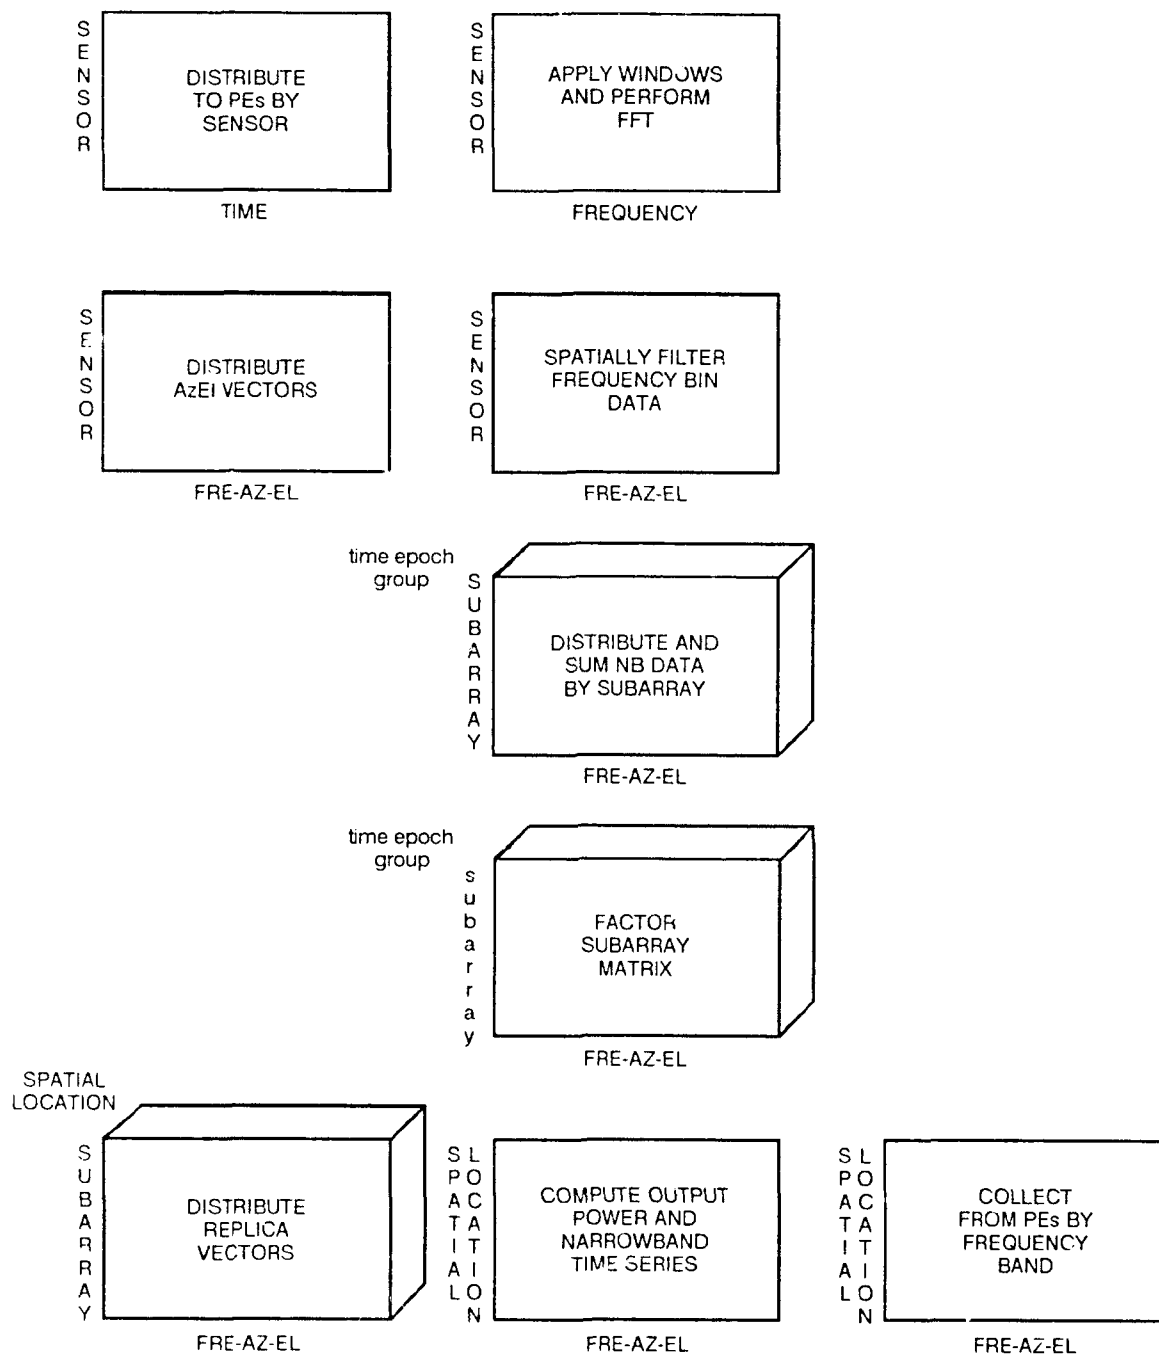 SENSOR
DISTRIBUTE
TO PEs BY
SENSOR
TIME
SENSOR
APPLY WINDOWS
AND PERFORM
FFT
FREQUENCY
SENSOR
DISTRIBUTE
AzEl VECTORS
FRE-AZ-EL
SENSOR
SPATIALLY FILTER
FREQUENCY BIN
DATA
FRE-AZ-EL
time epoch
group
SUBARRAY
DISTRIBUTE AND
SUM NB DATA
BY SUBARRAY
FRE-AZ-EL
time epoch
group
subarray
FACTOR
SUBARRAY
MATRIX
FRE-AZ-EL
SPATIAL
LOCATION
SUBARRAY
DISTRIBUTE
REPLICA
VECTORS
FRE-AZ-EL
SPATIAL
LOCATION
COMPUTE OUTPUT
POWER AND
NARROWBAND
TIME SERIES
FRE-AZ-EL
SPATIAL
LOCATION
COLLECT
FROM PEs BY
FREQUENCY
BAND
FRE-AZ-EL